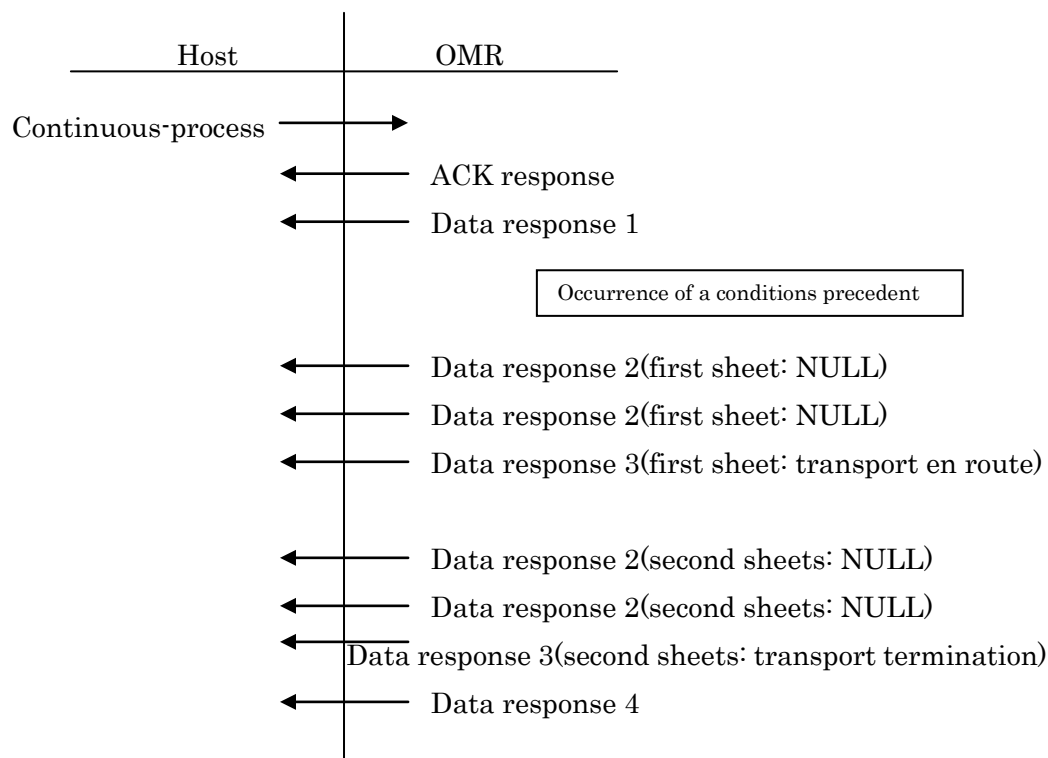 Host OMR
Continuous-process
ACK response
Data response 1
Occurrence of a conditions precedent
Data response 2(first sheet: NULL)
Data response 2(first sheet: NULL)
Data response 3(first sheet: transport en route)
Data response 2(second sheets: NULL)
Data response 2(second sheets: NULL)
Data response 3(second sheets: transport termination)
Data response 4